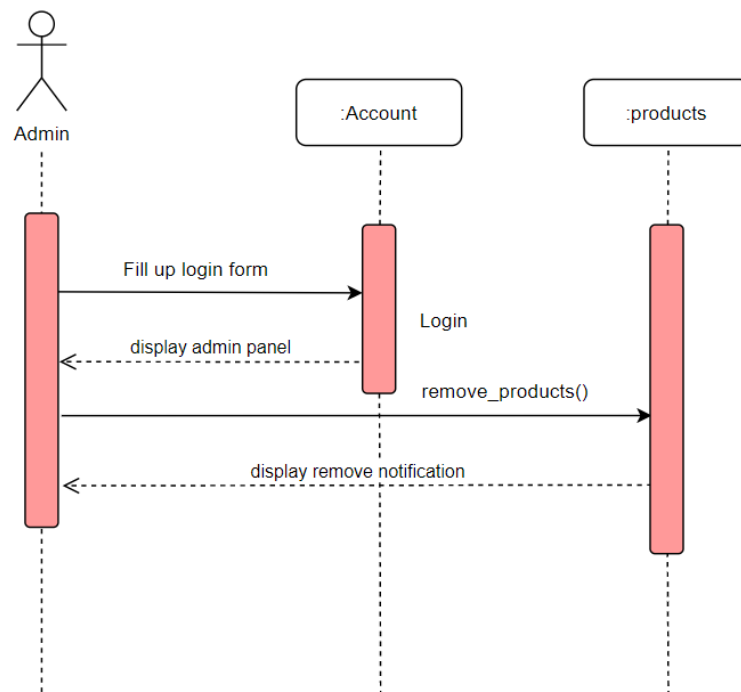 Admin
:Account
:products
Fill up login form
Login
display admin panel
remove_products()
display remove notification